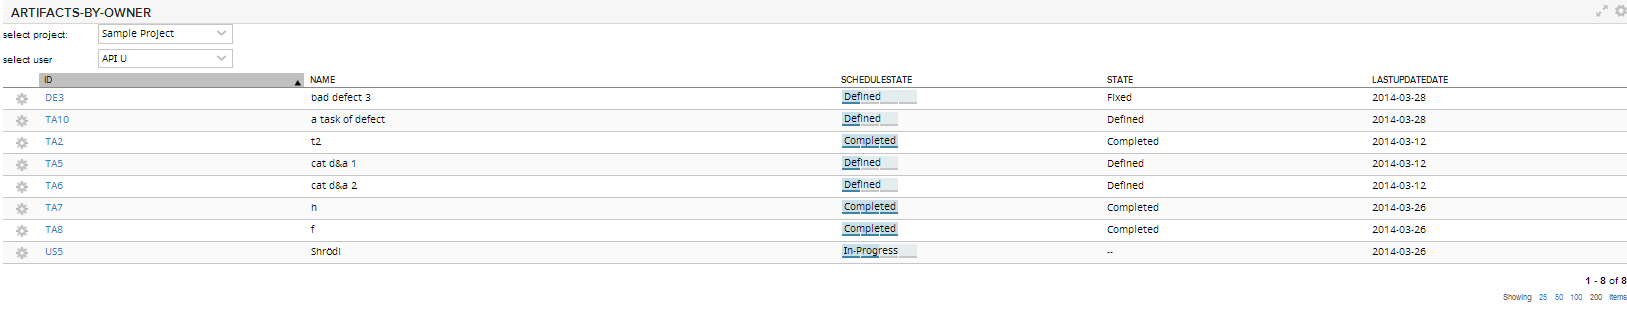 ARTIFACTS-BY-OWNER
select project: Sample Project
select user API U
ID NAME SCHEDULESTATE STATE LASTUPDATEDATE
DE3 bad defect 3 Defined Fixed 2014-03-28
TA10 a task of defect Defined Defined 2014-03-28
TA2 t2 Completed Completed 2014-03-12
TA5 cat d&a 1 Defined Defined 2014-03-12
TA6 cat d&a 2 Defined Defined 2014-03-12
TA7 h Completed Completed 2014-03-26
TA8 f Completed Completed 2014-03-26
US5 Shrödl In-Progress -- 2014-03-26
1 - 8 of 8
Showing 25 50 100 200 items